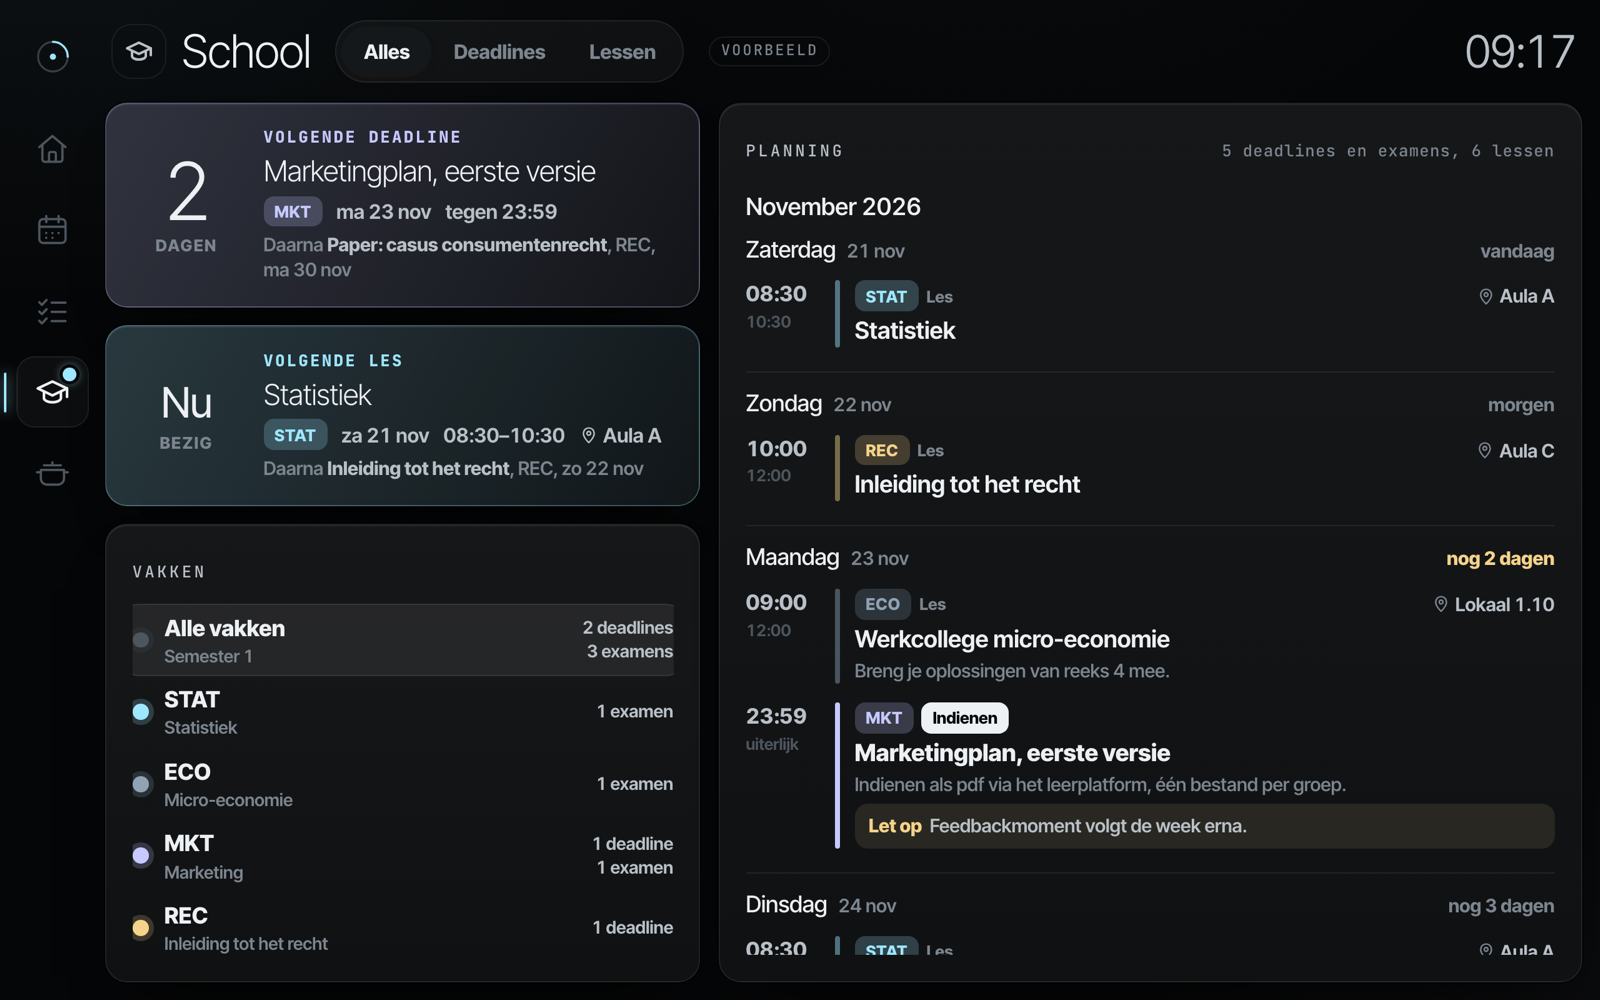 School
Alles
Deadlines
Lessen
VOORBEELD
09:17
VOLGENDE DEADLINE
2
DAGEN
Marketingplan, eerste versie
MKT ma 23 nov tegen 23:59
Daarna Paper: casus consumentenrecht, REC,
ma 30 nov
VOLGENDE LES
Nu
BEZIG
Statistiek
STAT za 21 nov 08:30–10:30 Aula A
Daarna Inleiding tot het recht, REC, zo 22 nov
VAKKEN
Alle vakken
Semester 1
2 deadlines
3 examens
STAT
Statistiek
1 examen
ECO
Micro-economie
1 examen
MKT
Marketing
1 deadline
1 examen
REC
Inleiding tot het recht
1 deadline
PLANNING
5 deadlines en examens, 6 lessen
November 2026
Zaterdag 21 nov vandaag
08:30
10:30
STAT Les Aula A
Statistiek
Zondag 22 nov morgen
10:00
12:00
REC Les Aula C
Inleiding tot het recht
Maandag 23 nov nog 2 dagen
09:00
12:00
ECO Les Lokaal 1.10
Werkcollege micro-economie
Breng je oplossingen van reeks 4 mee.
23:59
uiterlijk
MKT Indienen
Marketingplan, eerste versie
Indienen als pdf via het leerplatform, één bestand per groep.
Let op Feedbackmoment volgt de week erna.
Dinsdag 24 nov nog 3 dagen
08:30 STAT Les Aula A